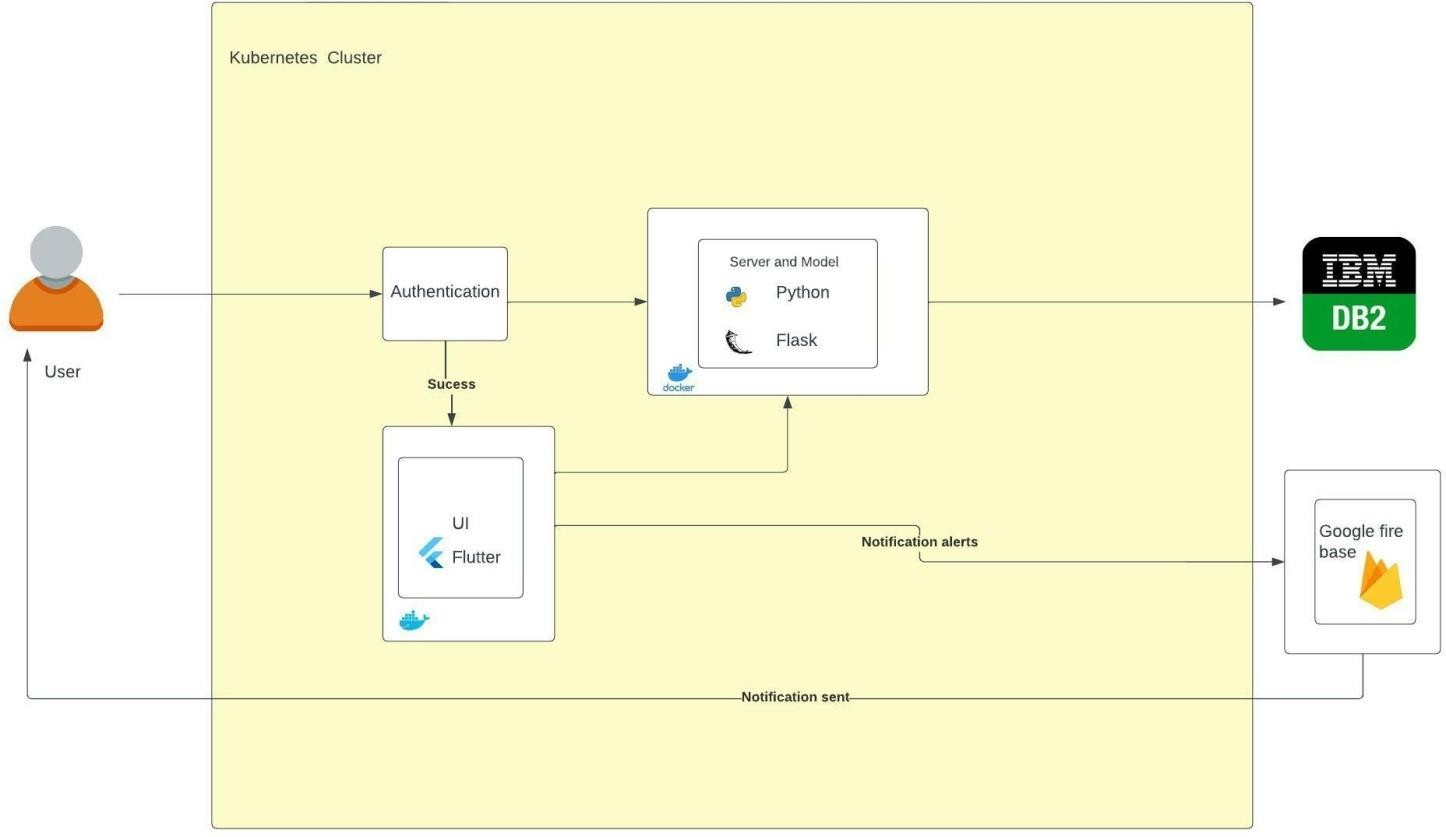 Kubernetes  Cluster
Server and Model
Python
Flask
docker
Authentication
IBM
DB2
User
Sucess
UI
Flutter
Notification alerts
Google fire
base
Notification sent